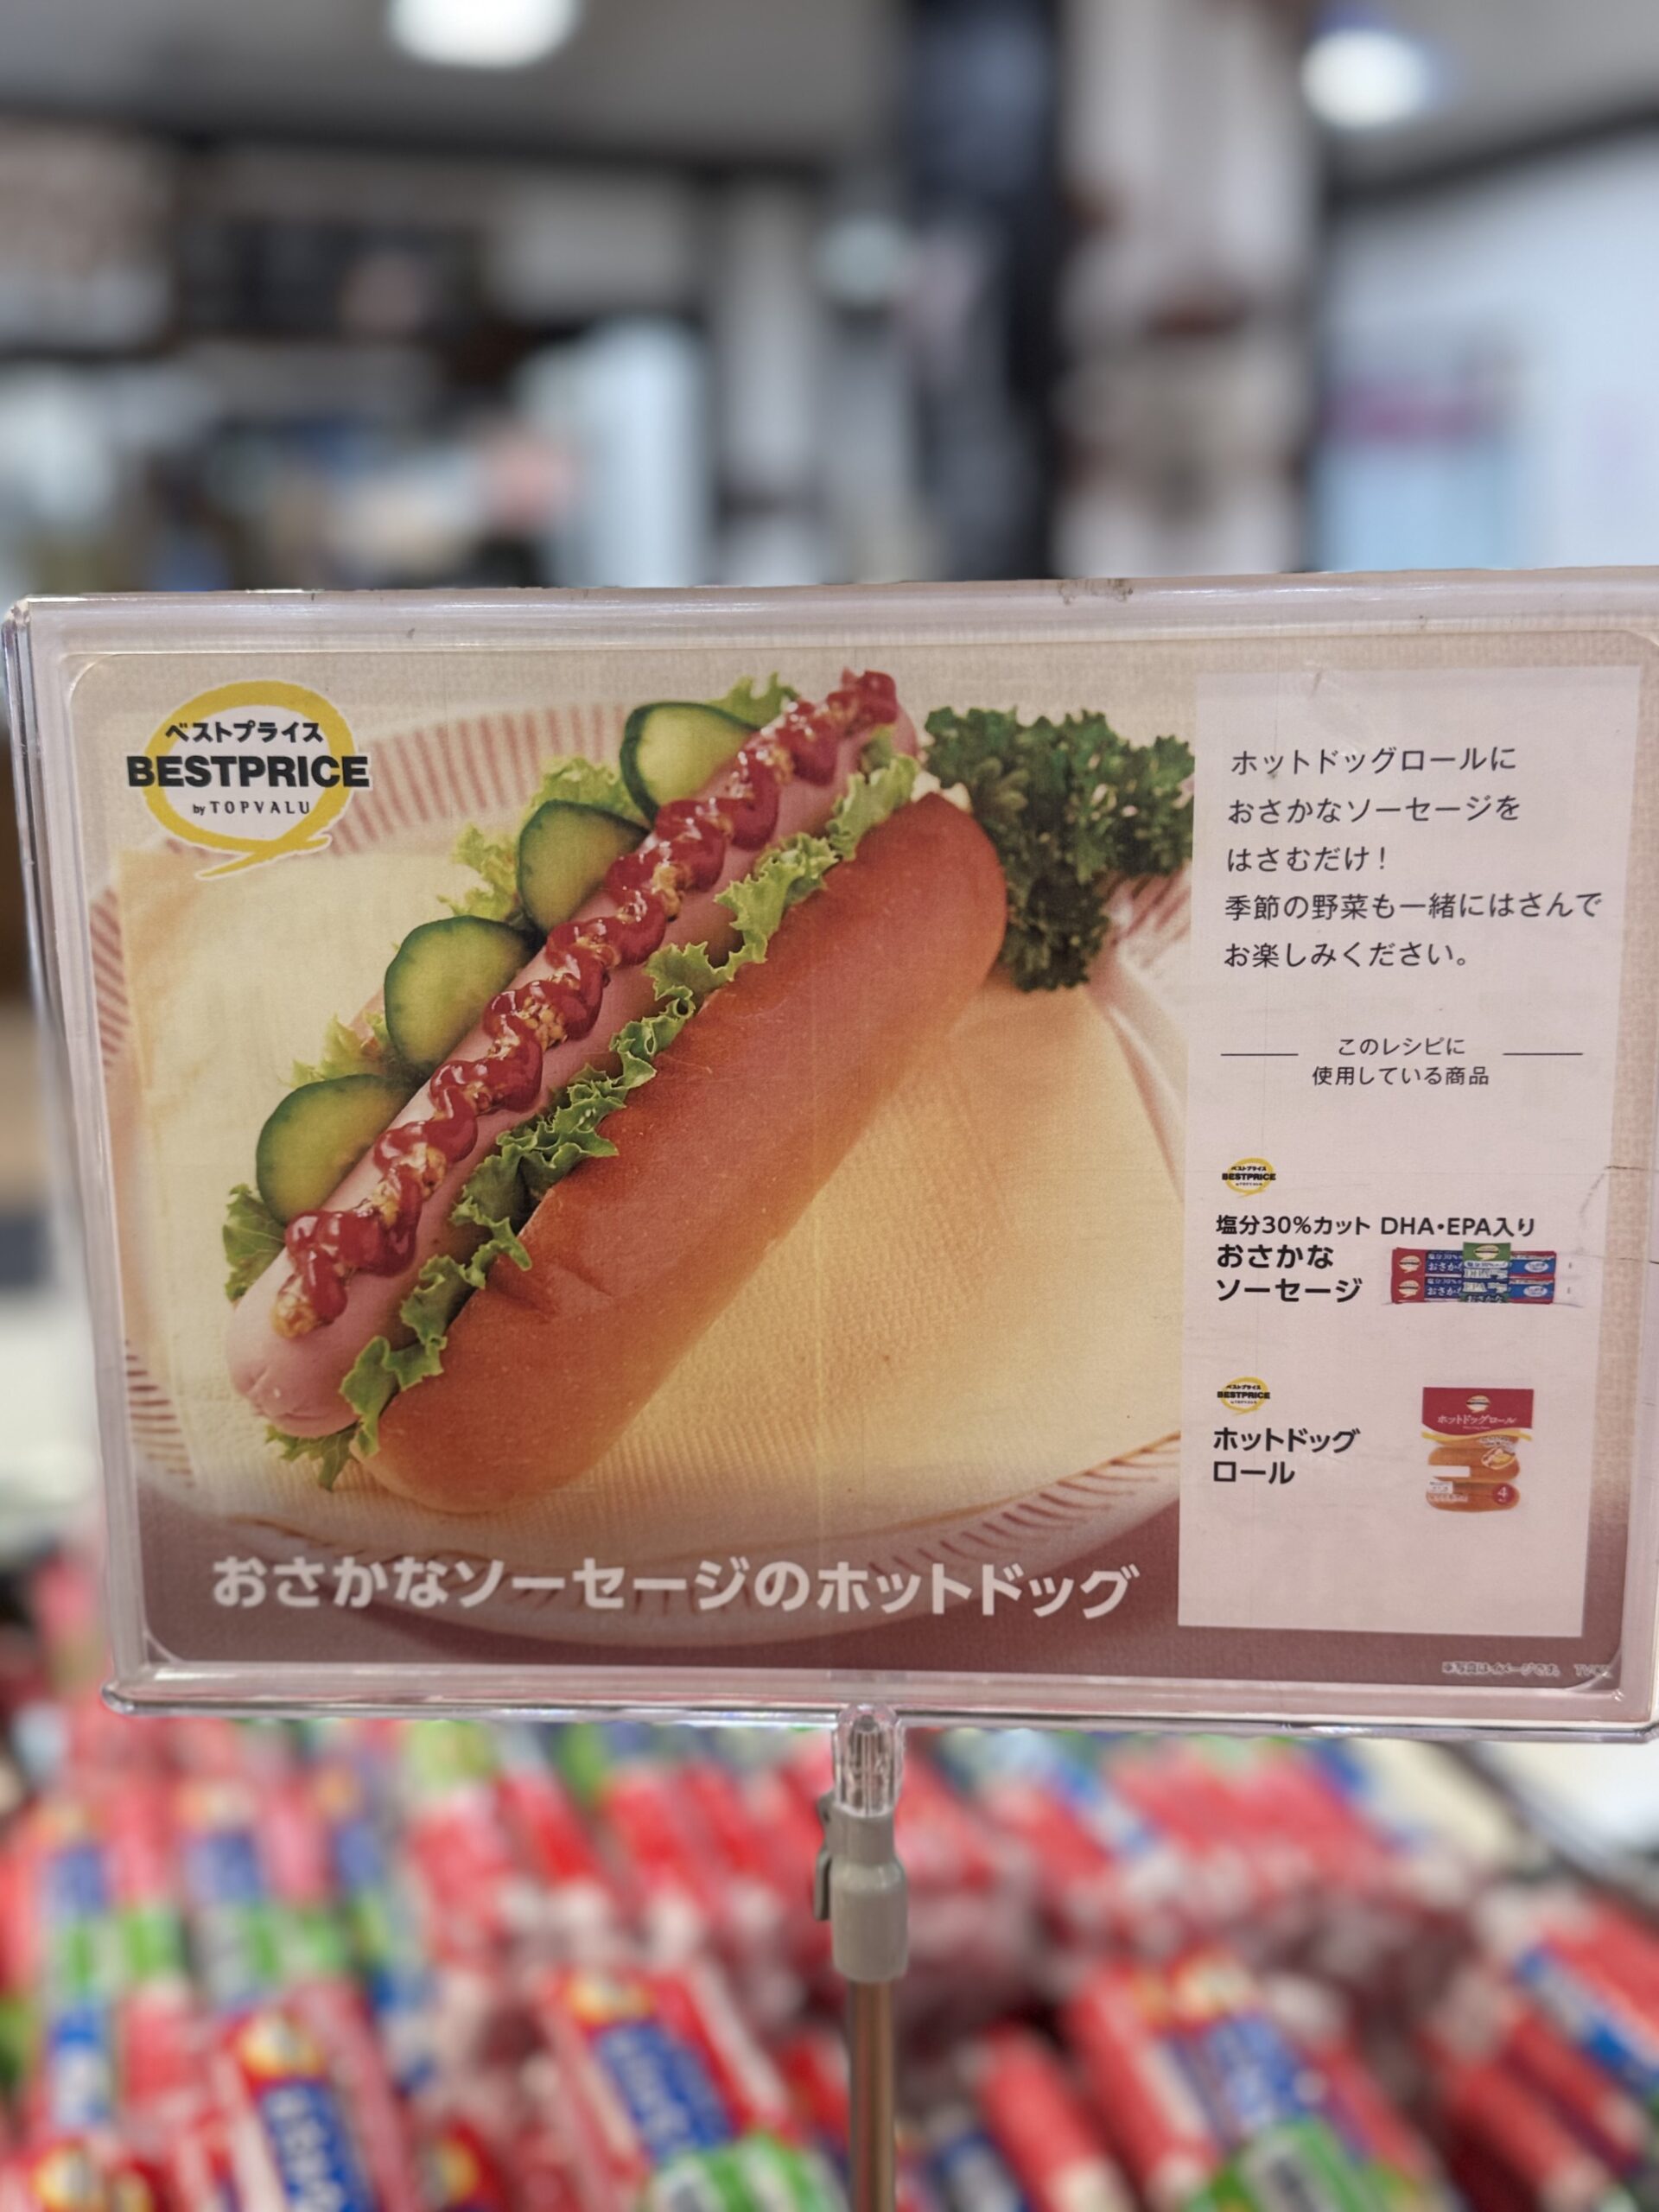 ベストプライス
BESTPRICE
by TOPVALU
ホットドッグロールに
おさかなソーセージを
はさむだけ!
季節の野菜も一緒にはさんで
お楽しみください。
このレシピに
使用している商品
ベストプライス
BESTPRICE
塩分30%カット DHA・EPA入り
おさかな
ソーセージ
ベストプライス
BESTPRICE
ホットドッグ
ロール
ホットドッグロール
4
おさかなソーセージのホットドッグ